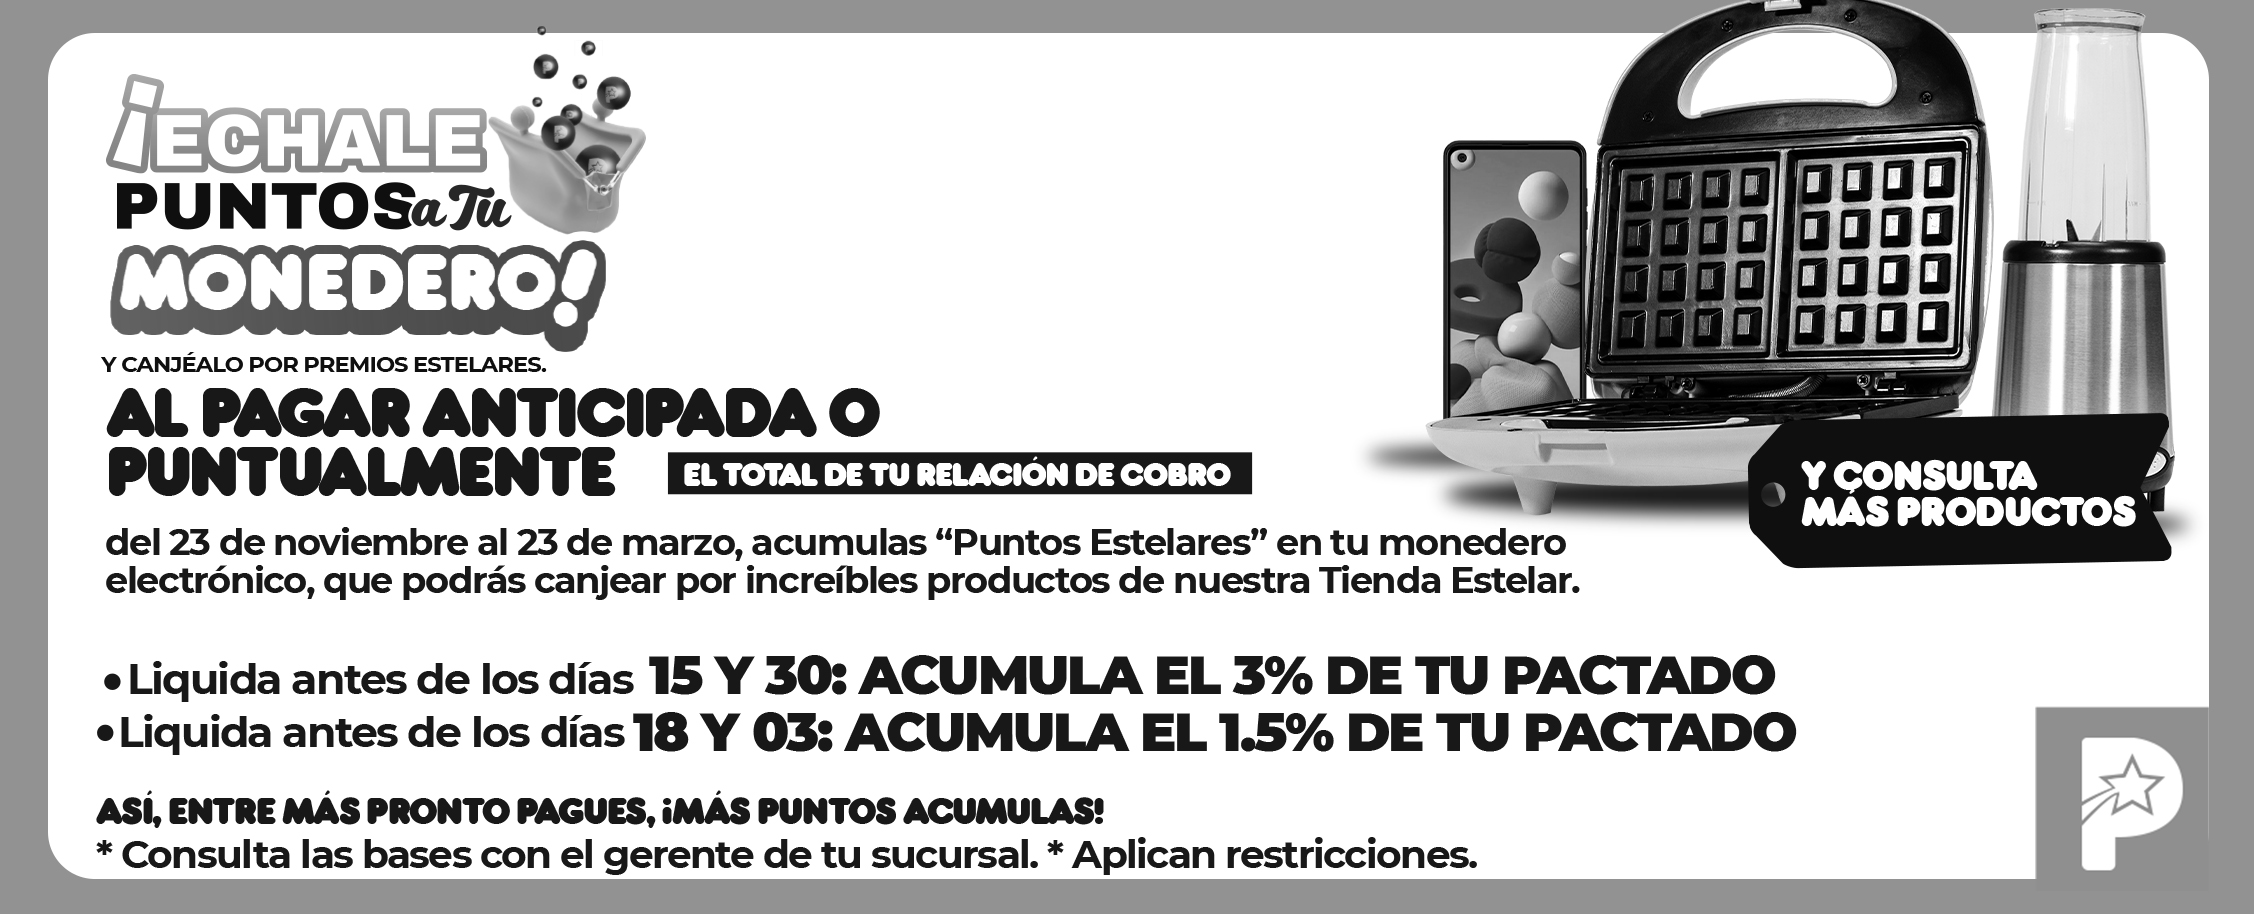 ¡ECHALE
PUNTOS a Tu
MONEDERO!
Y CANJÉALO POR PREMIOS ESTELARES.
AL PAGAR ANTICIPADA O
PUNTUALMENTE EL TOTAL DE TU RELACIÓN DE COBRO
del 23 de noviembre al 23 de marzo, acumulas “Puntos Estelares” en tu monedero
electrónico, que podrás canjear por increíbles productos de nuestra Tienda Estelar.
Y CONSULTA
MÁS PRODUCTOS
•Liquida antes de los días 15 Y 30: ACUMULA EL 3% DE TU PACTADO
•Liquida antes de los días 18 Y 03: ACUMULA EL 1.5% DE TU PACTADO
ASÍ, ENTRE MÁS PRONTO PAGUES, ¡MÁS PUNTOS ACUMULAS!
* Consulta las bases con el gerente de tu sucursal. * Aplican restricciones.
P